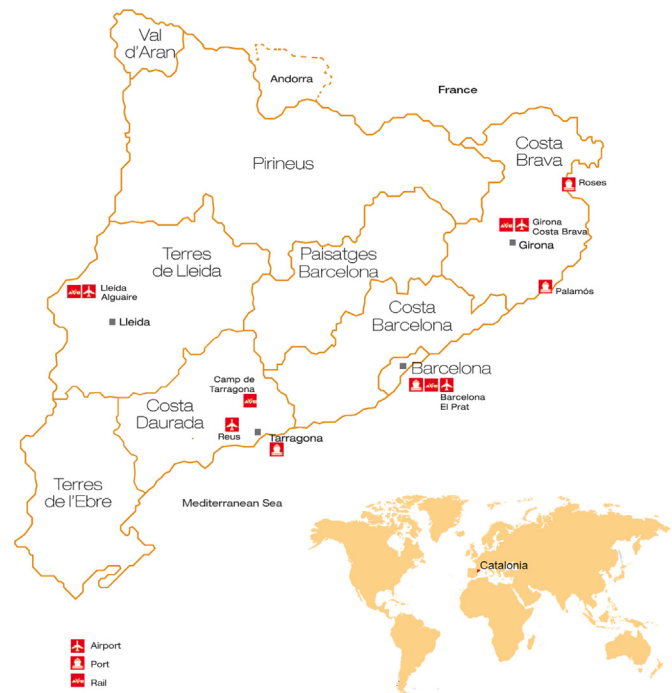 Val
d'Aran
Andorra
France
Costa
Brava
Pirineus
Roses
Girona
Costa Brava
Girona
Terres
de Lleida
Paisatges
Barcelona
Lleida
Alguaire
Palamós
Costa
Barcelona
Lleida
Barcelona
Barcelona
El Prat
Camp de
Tarragona
Costa
Daurada
Reus
Tarragona
Terres
de l'Ebre
Mediterranean Sea
Catalonia
Airport
Port
Rail